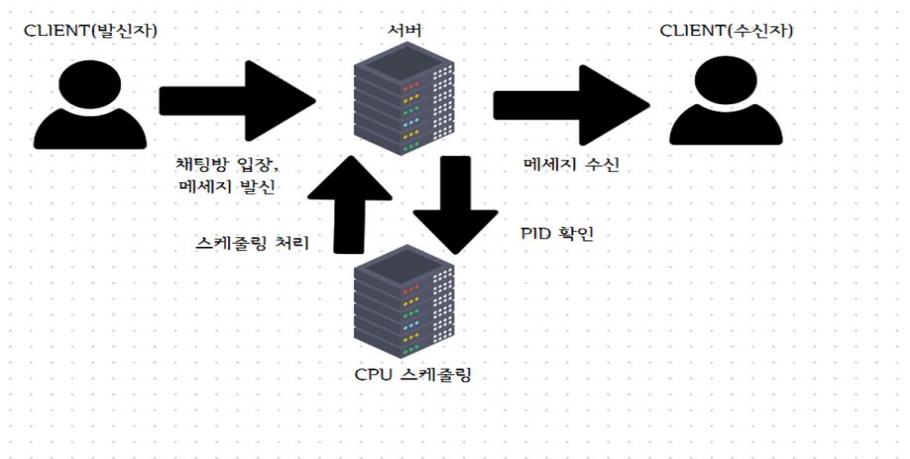 CLIENT(발신자)
서버
CLIENT(수신자)
채팅방 입장,
메세지 발신
메세지 수신
스케줄링 처리
PID 확인
CPU 스케줄링